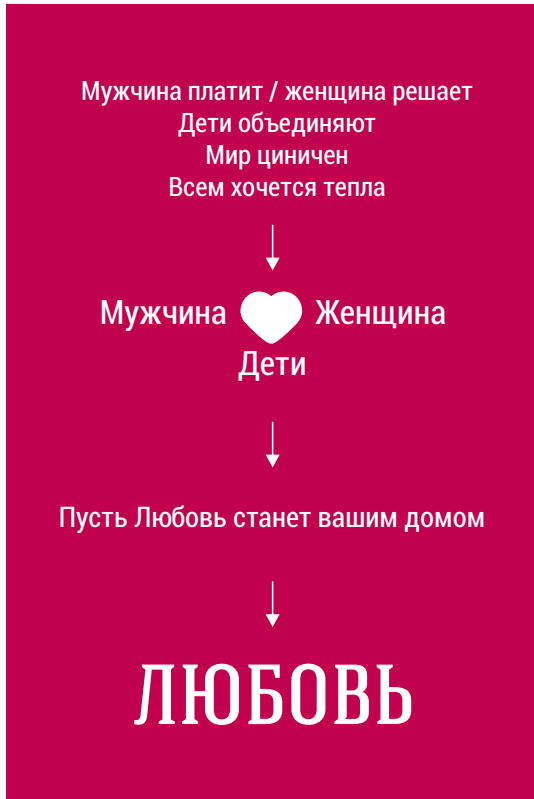 Мужчина платит / женщина решает
Дети объединяют
Мир циничен
Всем хочется тепла
Мужчина Женщина
Дети
Пусть Любовь станет вашим домом
ЛЮБОВЬ